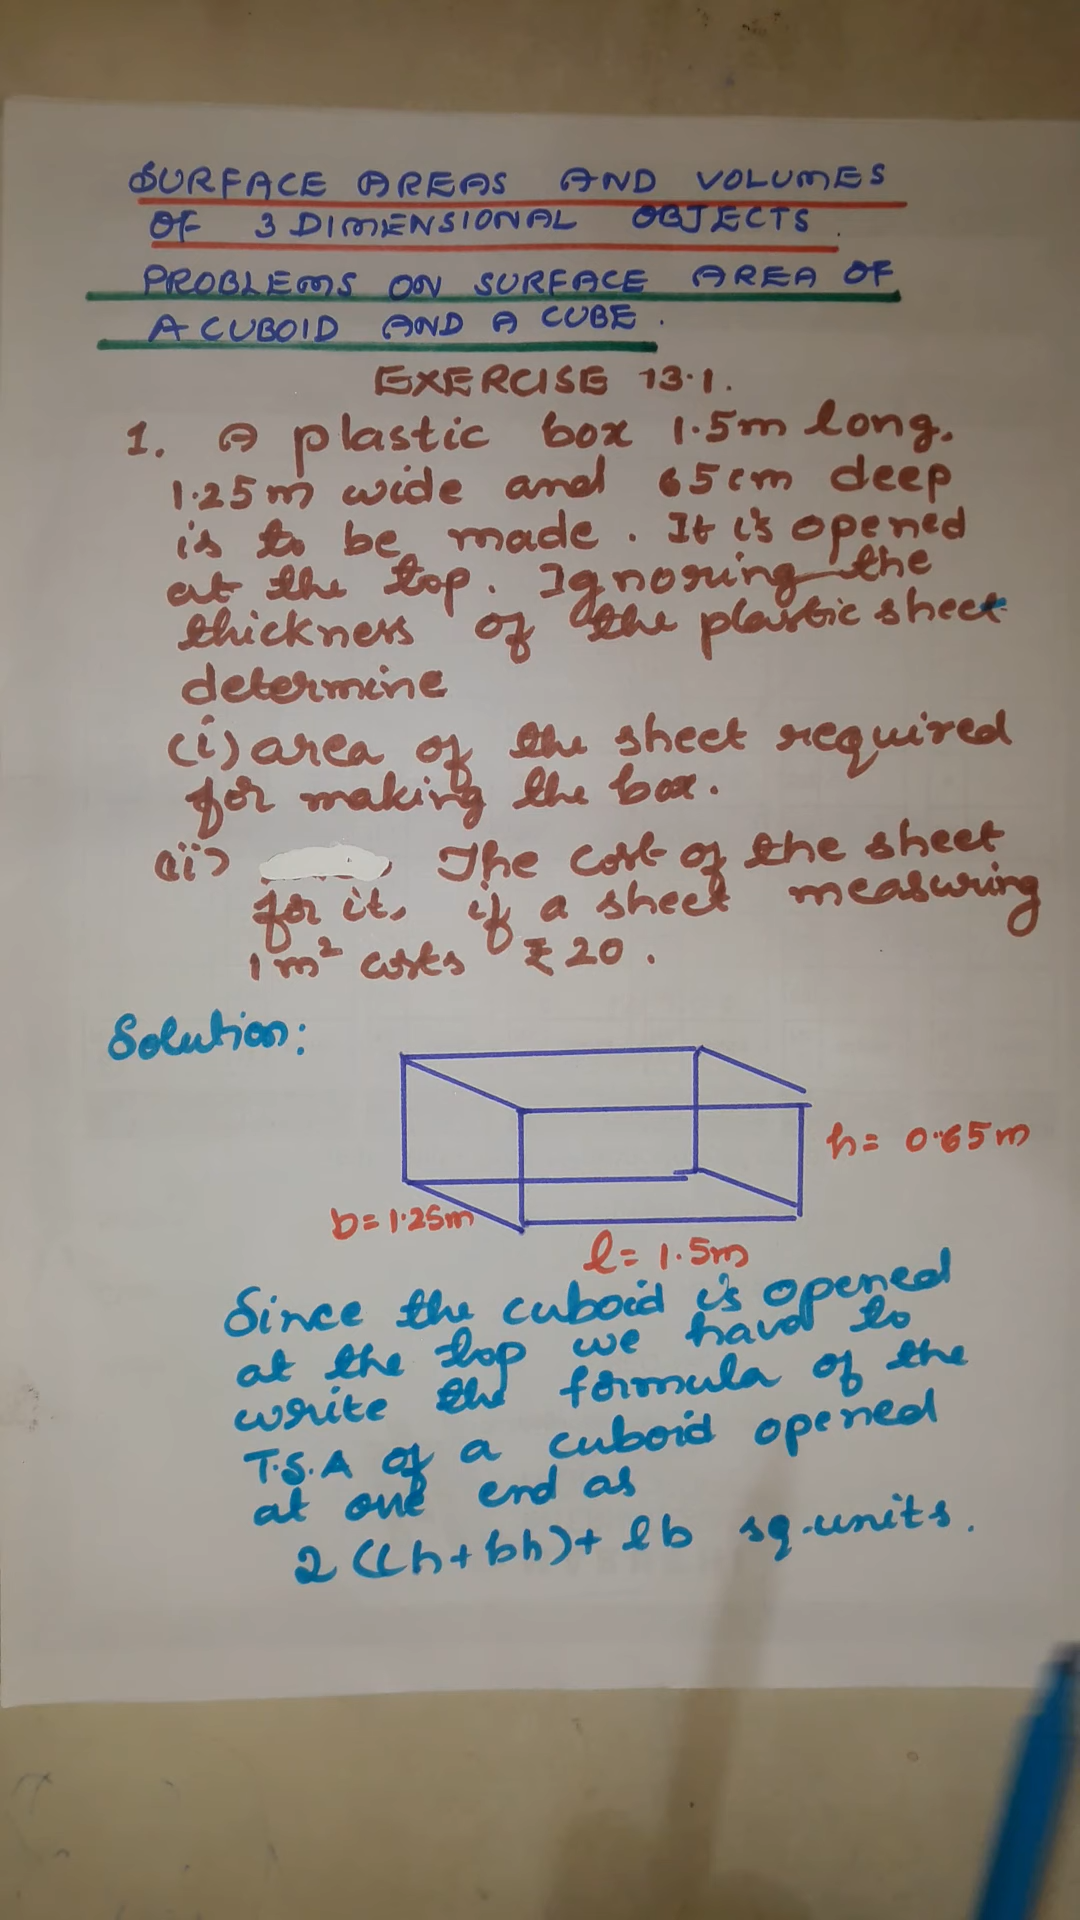 SURFACE AREAS AND VOLUMES
OF 3 DIMENSIONAL OBJECTS.
PROBLEMS ON SURFACE AREA OF
A CUBOID AND A CUBE.
EXERCISE 13.1.
1. A plastic box 1.5m long,
1.25m wide and 65cm deep
is to be made. It is opened
at the top. Ignoring the
thickness of the plastic sheet
determine
(i) area of the sheet required
for making the box.
(ii) The cost of the sheet
for it, if a sheet measuring
1m² costs ₹20.
Solution:
h= 0.65m
b=1.25m
l= 1.5m
Since the cuboid is opened
at the top we have to
write the formula of the
T.S.A of a cuboid opened
at one end as
2(lh+bh)+lb sq.units.